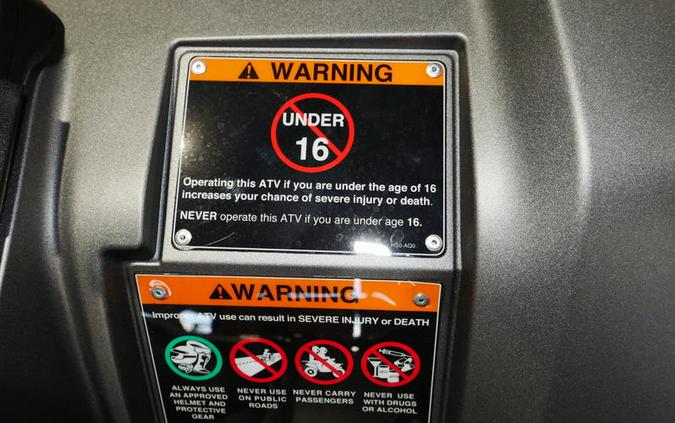 WARNING
UNDER
16
Operating this ATV if you are under the age of 16
increases your chance of severe injury or death.
NEVER operate this ATV if you are under age 16.
WARNING
Improper ATV use can result in SEVERE INJURY or DEATH
ALWAYS USE
AN APPROVED
HELMET AND
PROTECTIVE
GEAR
NEVER USE
ON PUBLIC
ROADS
NEVER CARRY
PASSENGERS
NEVER USE
WITH DRUGS
OR ALCOHOL